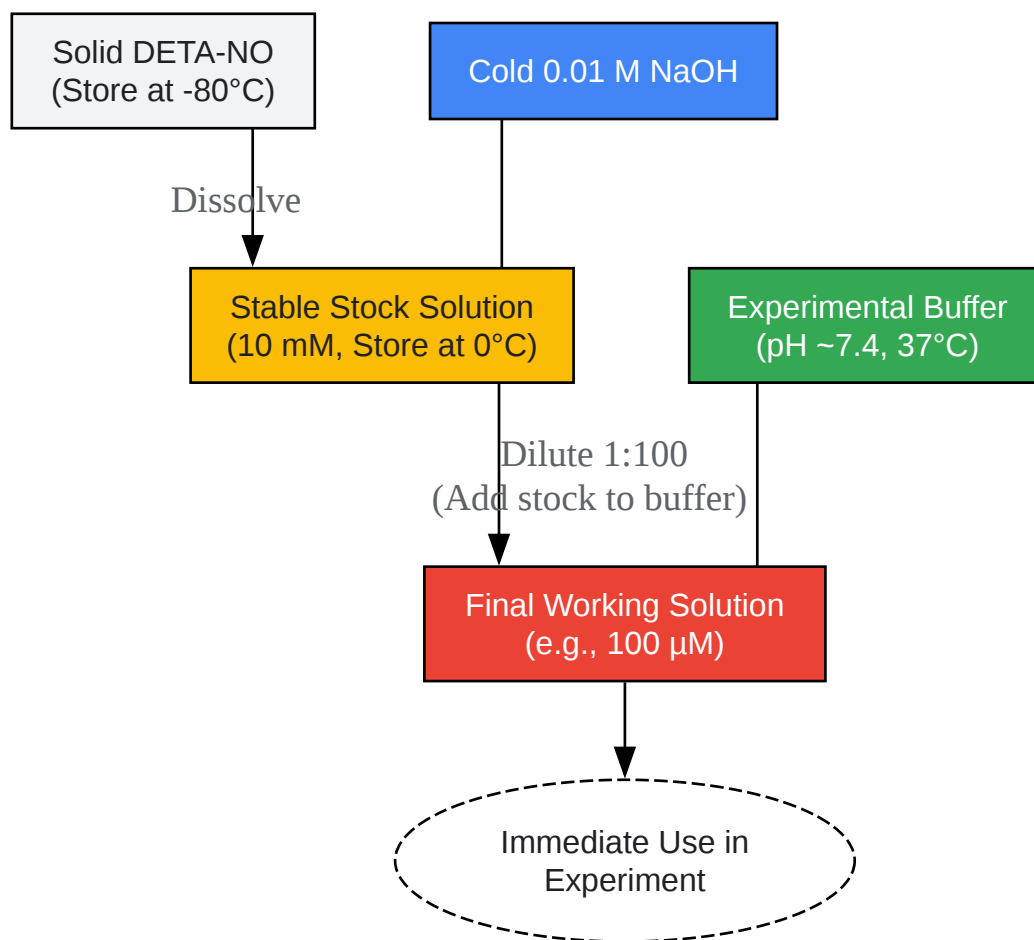 Solid DETA-NO
(Store at -80°C)
Cold 0.01 M NaOH
Dissolve
Stable Stock Solution
(10 mM, Store at 0°C)
Experimental Buffer
(pH ~7.4, 37°C)
Dilute 1:100
(Add stock to buffer)
Final Working Solution
(e.g., 100 µM)
Immediate Use in
Experiment